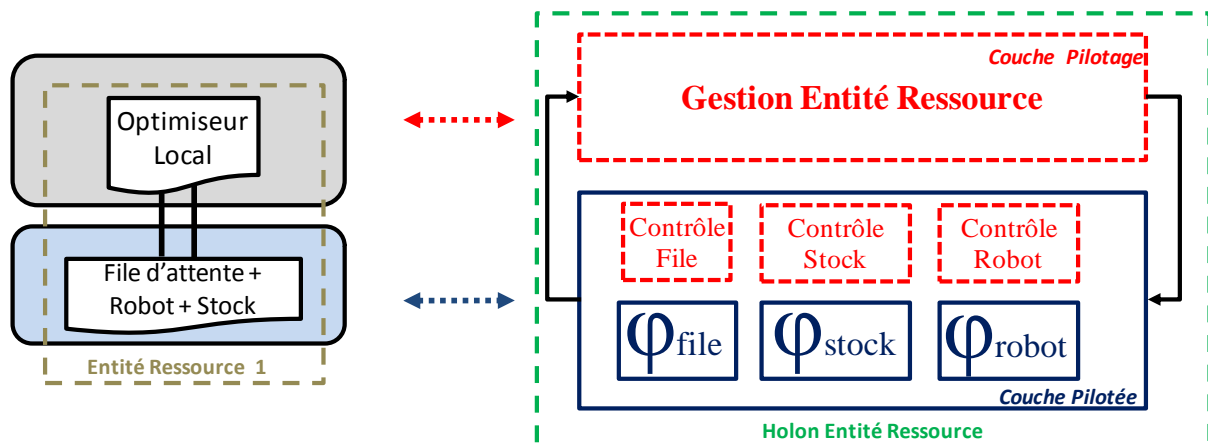 Optimiseur
Local
File d'attente +
Robot + Stock
Entité Ressource 1
Couche Pilotage
Gestion Entité Ressource
Contrôle
File
Contrôle
Stock
Contrôle
Robot
φfile
φstock
φrobot
Couche Pilotée
Holon Entité Ressource